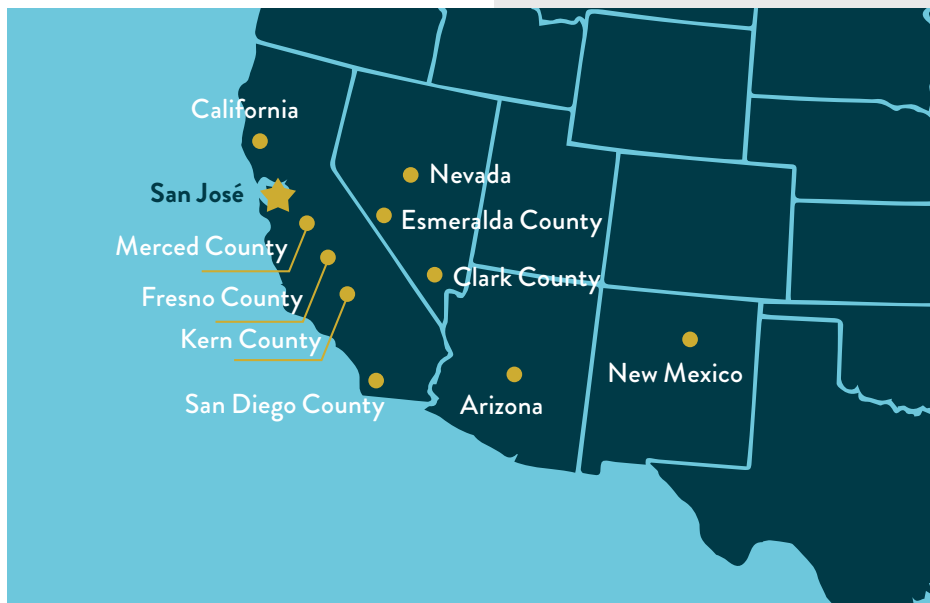 California
Nevada
San José
Esmeralda County
Merced County
Clark County
Fresno County
Kern County
New Mexico
San Diego County
Arizona